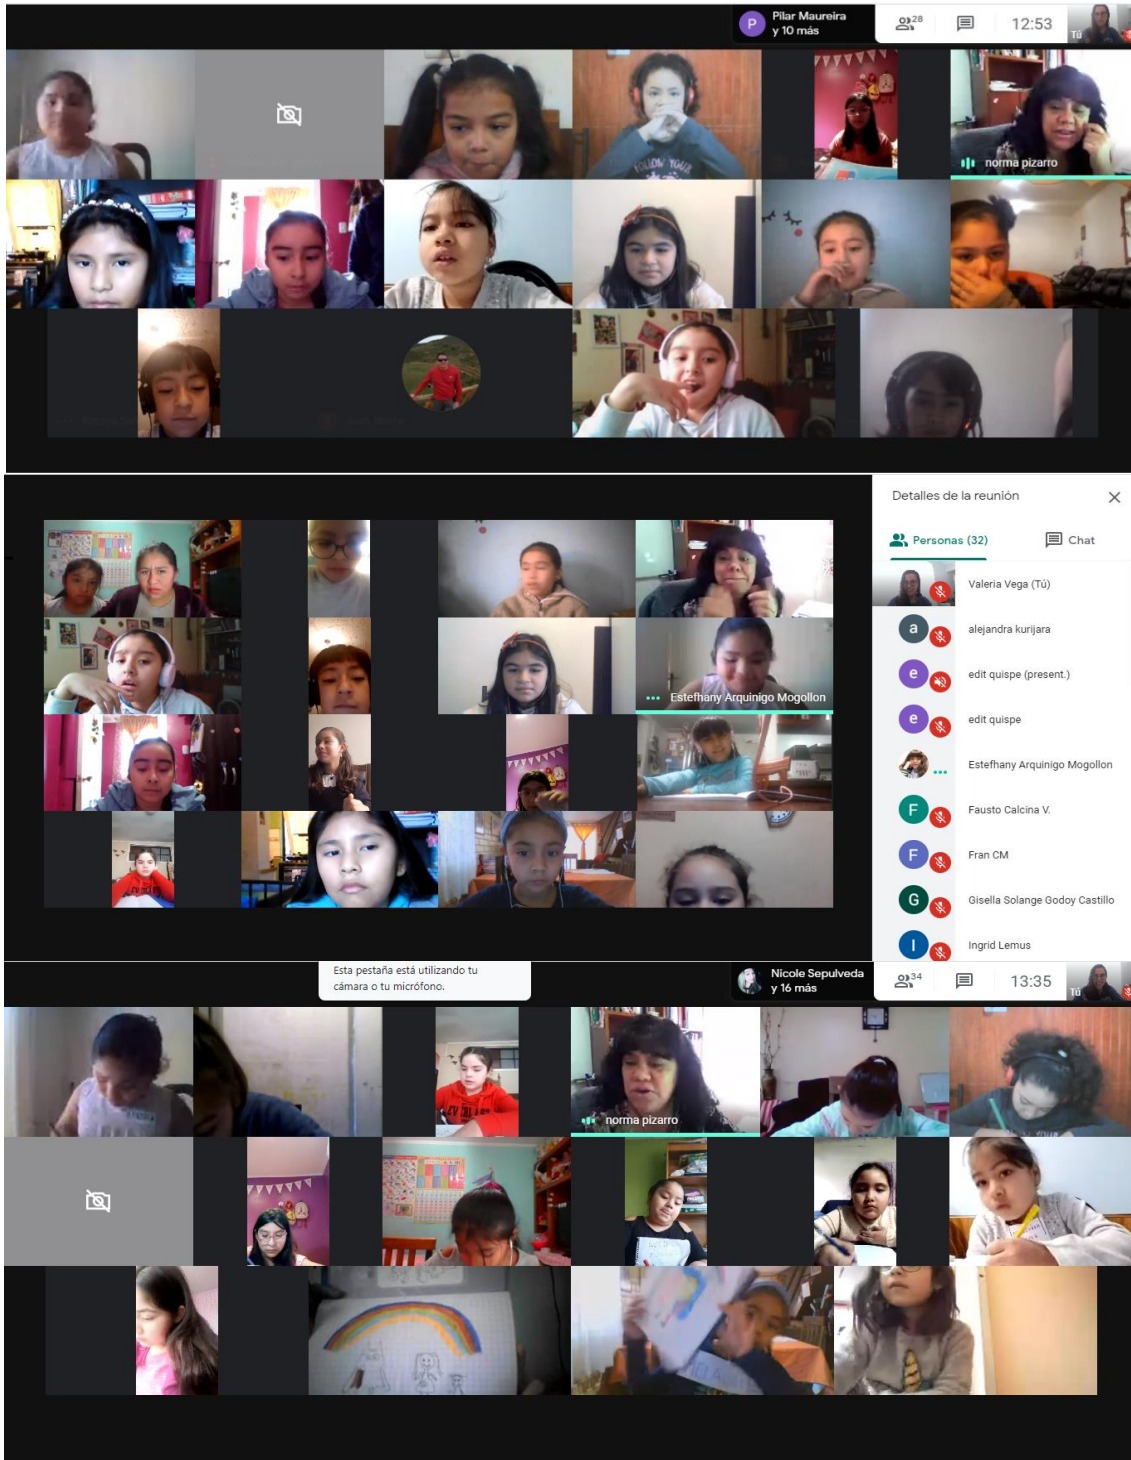 Pilar Maureira
y 10 más
28
12:53
Tú
P
FOLLOW YOUR
norma pizarro
Detalles de la reunión
Personas (32)
Chat
Valeria Vega (Tú)
a
alejandra kurijara
e
edit quispe (present.)
e
edit quispe
Estefhany Arquinigo Mogollon
Estefhany Arquinigo Mogollon
F
Fausto Calcina V.
F
Fran CM
G
Gisella Solange Godoy Castillo
I
Ingrid Lemus
Esta pestaña está utilizando tu
cámara o tu micrófono.
Nicole Sepulveda
y 16 más
34
13:35
Tú
norma pizarro